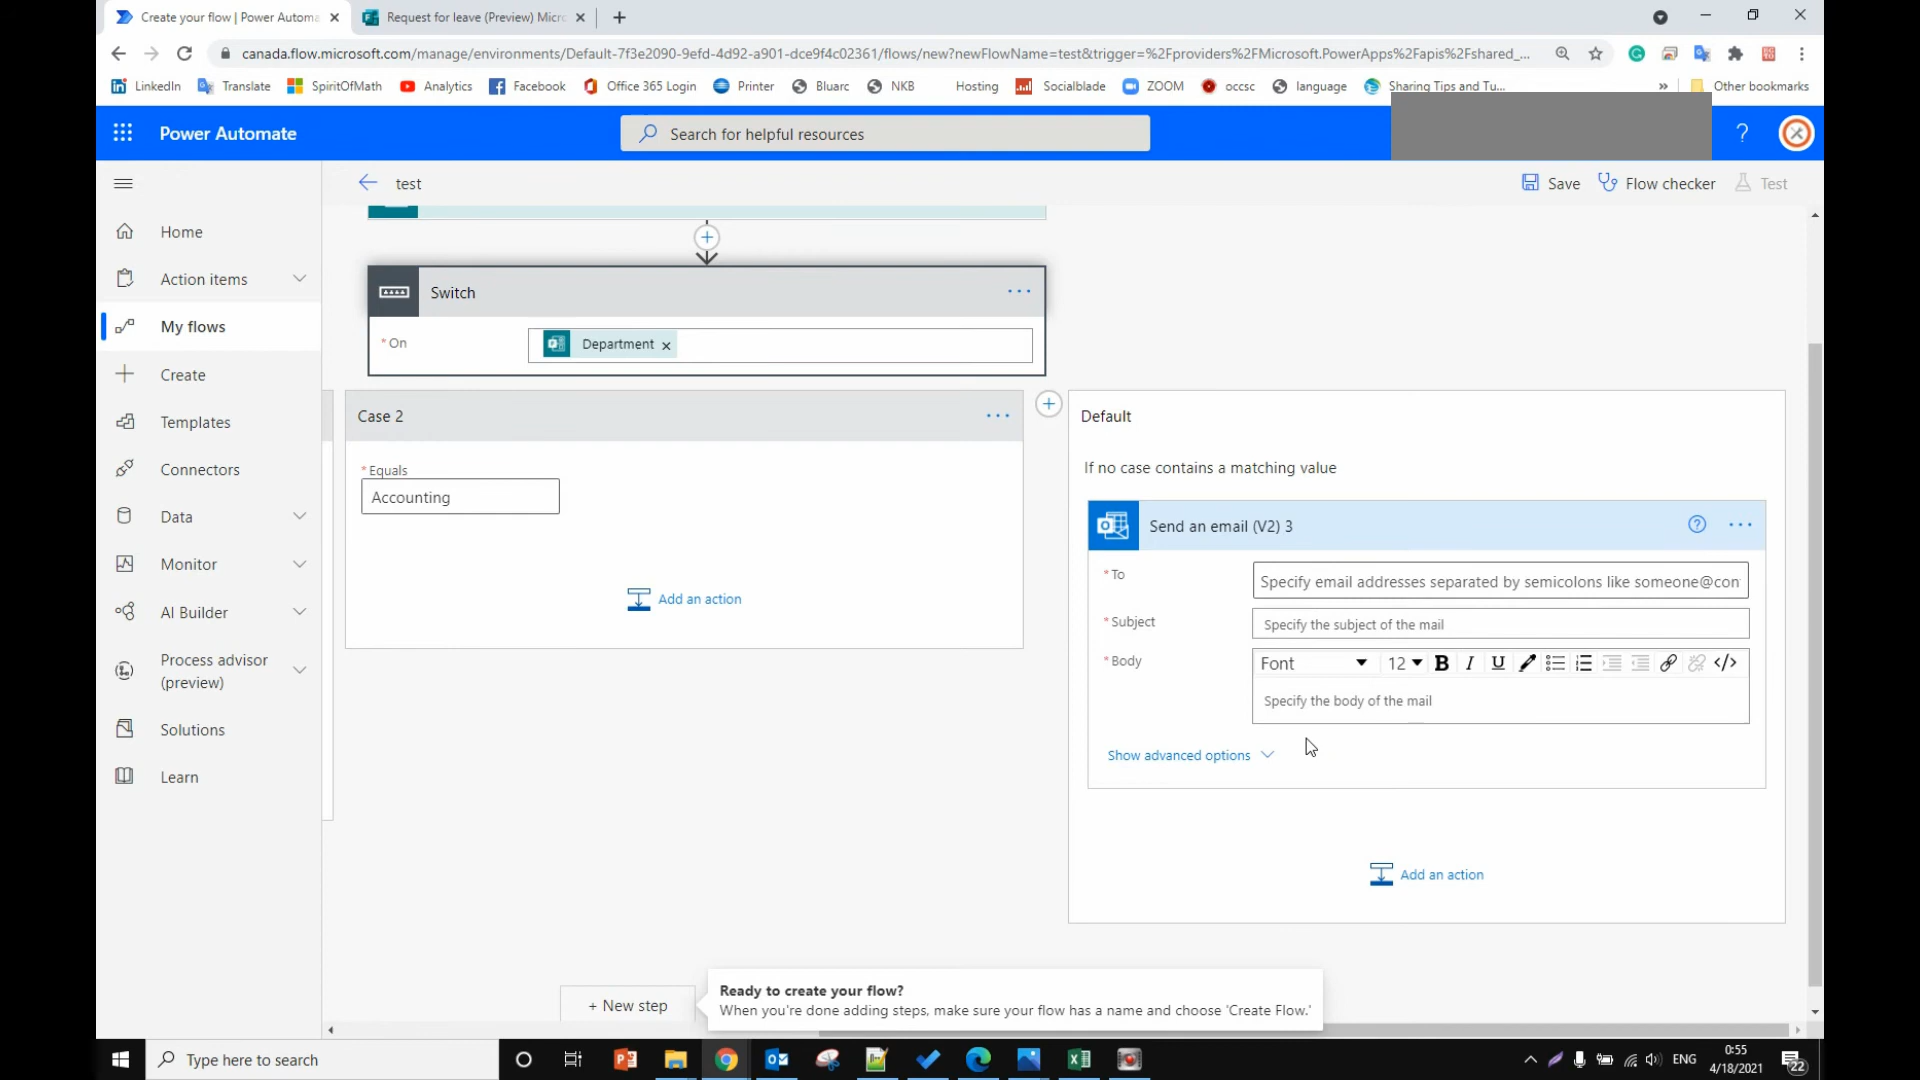 Create your flow | Power Automa
Request for leave (Preview) Micro
canada.flow.microsoft.com/manage/environments/Default-7f3e2090-9efd-4d92-a901-dce9f4c02361/flows/new?newFlowName=test&trigger=%2Fproviders%2FMicrosoft.PowerApps%2Fapis%2Fshared_...
LinkedIn
Translate
SpiritOfMath
Analytics
Facebook
Office 365 Login
Printer
Bluarc
NKB
Hosting
Socialblade
ZOOM
occsc
language
Sharing Tips and Tu...
»
Other bookmarks
Power Automate
Search for helpful resources
?
test
Save
Flow checker
Test
Home
Action items
My flows
Create
Templates
Connectors
Data
Monitor
AI Builder
Process advisor
(preview)
Solutions
Learn
Switch
* On
Department x
Case 2
* Equals
Accounting
Add an action
Default
If no case contains a matching value
Send an email (V2) 3
* To
Specify email addresses separated by semicolons like someone@con
* Subject
Specify the subject of the mail
* Body
Font
12
B
I
U
</>
Specify the body of the mail
Show advanced options
Add an action
+ New step
Ready to create your flow?
When you're done adding steps, make sure your flow has a name and choose 'Create Flow.'
Type here to search
ENG
0:55
4/18/2021
22